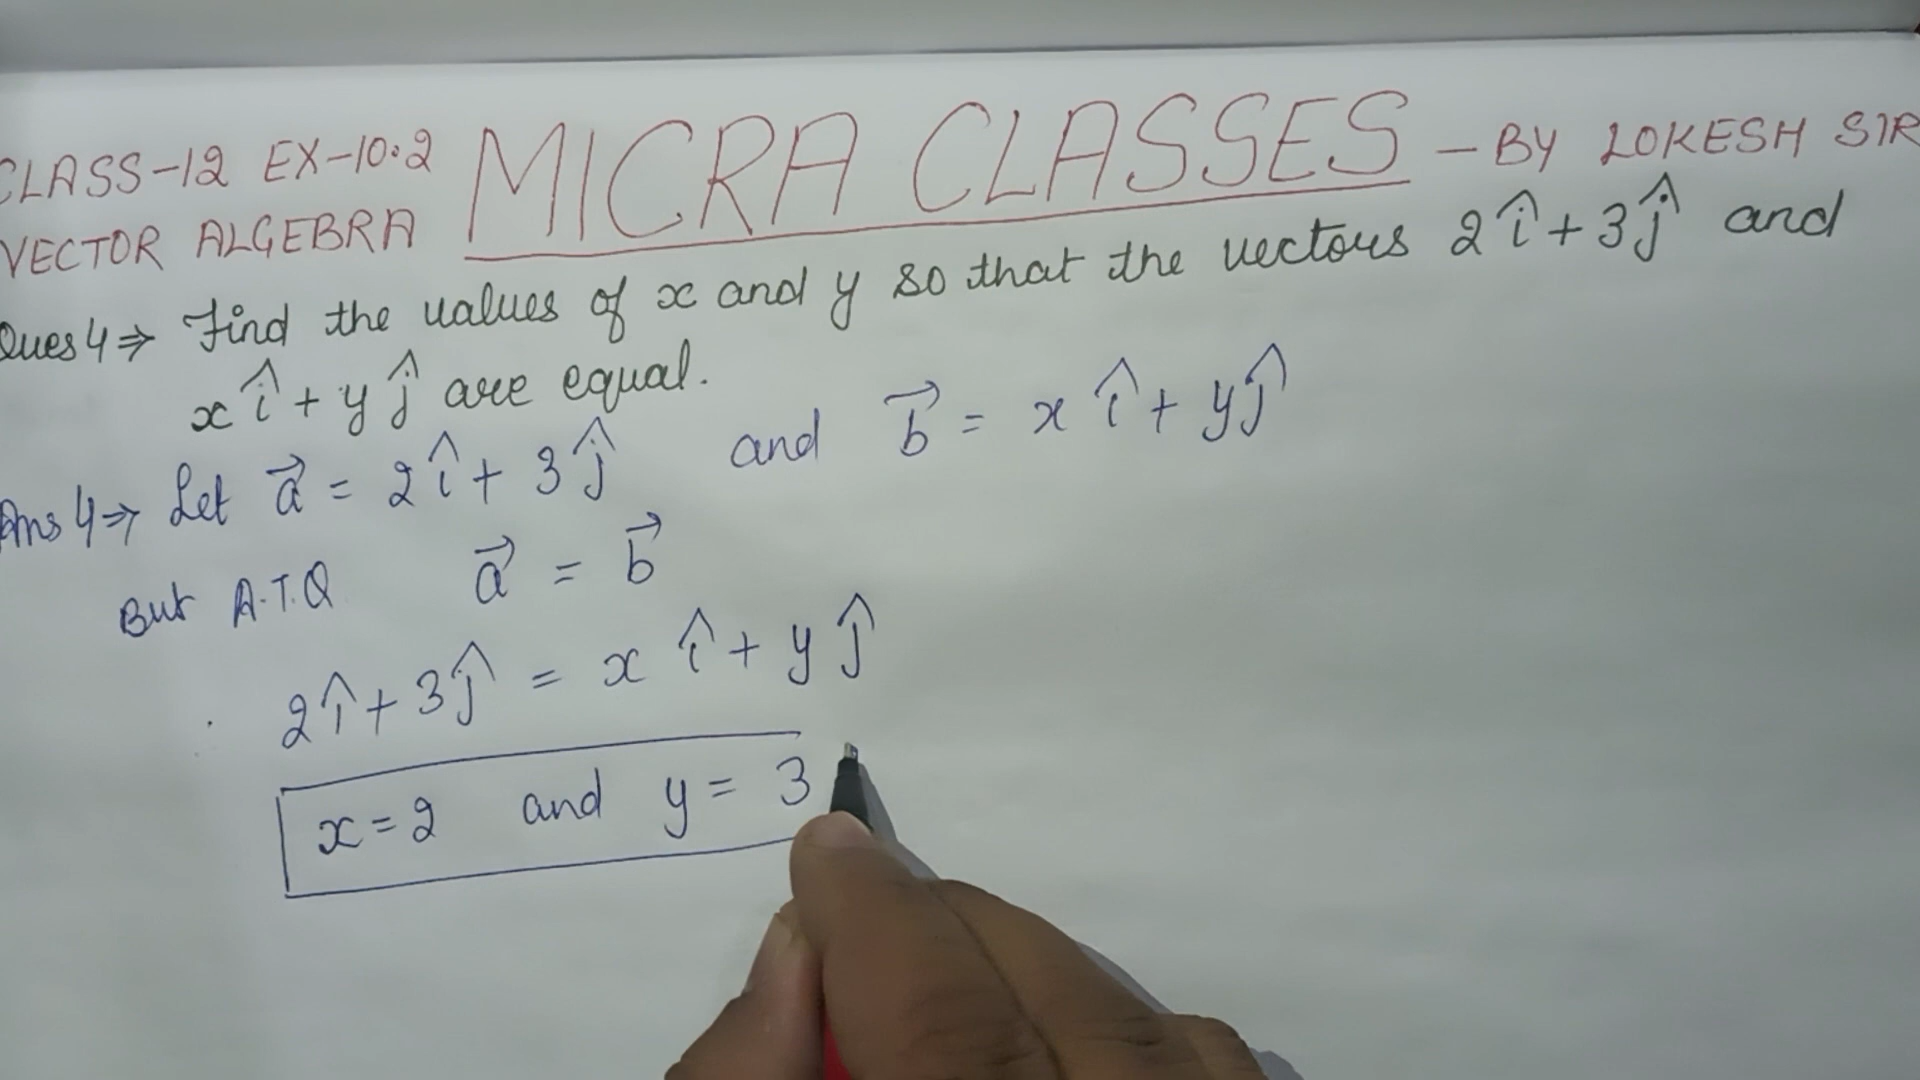 CLASS-12 EX-10.2 MICRA CLASSES - BY LOKESH SIR
VECTOR ALGEBRA
Ques 4⇒ Find the values of x and y so that the vectors 2î + 3ĵ and
xî + yĵ are equal.
Ans 4⇒ Let a⃗ = 2î + 3ĵ and b⃗ = xî + yĵ
But A.T.Q a⃗ = b⃗
2î + 3ĵ = xî + yĵ
x = 2 and y = 3